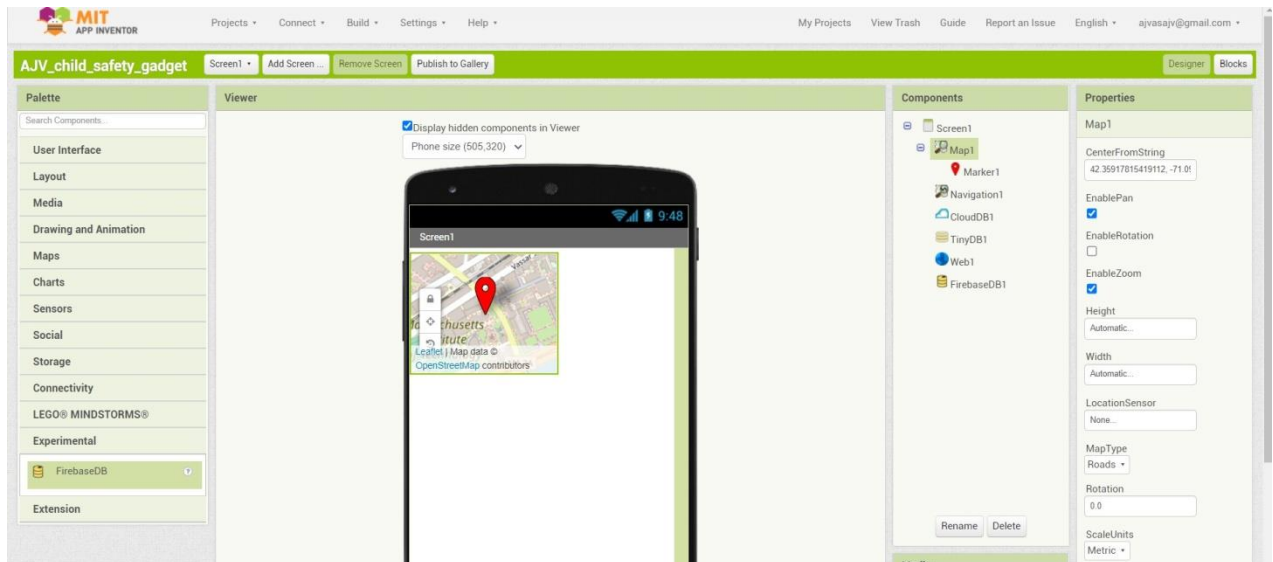 MIT
APP INVENTOR
Projects Connect Build Settings Help My Projects View Trash Guide Report an Issue English ajvasajv@gmail.com
AJV_child_safety_gadget Screen1 Add Screen ... Remove Screen Publish to Gallery Designer Blocks
Palette
Search Components...
User Interface
Layout
Media
Drawing and Animation
Maps
Charts
Sensors
Social
Storage
Connectivity
LEGO® MINDSTORMS®
Experimental
FirebaseDB ?
Extension
Viewer
Display hidden components in Viewer
Phone size (505,320)
9:48
Screen1
Vassar
Leaflet | Map data ©
OpenStreetMap contributors
Components
Screen1
Map1
Marker1
Navigation1
CloudDB1
TinyDB1
Web1
FirebaseDB1
Rename Delete
Properties
Map1
CenterFromString
42.35917815419112, -71.09
EnablePan
EnableRotation
EnableZoom
Height
Automatic...
Width
Automatic...
LocationSensor
None...
MapType
Roads
Rotation
0.0
ScaleUnits
Metric